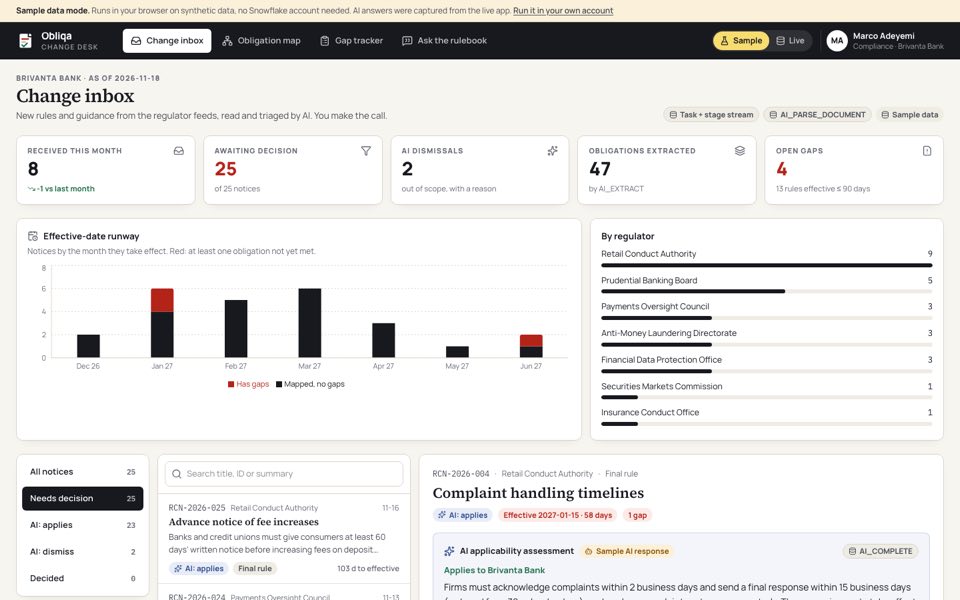 Sample data mode. Runs in your browser on synthetic data, no Snowflake account needed. AI answers were captured from the live app. Run it in your own account
Obliqa
CHANGE DESK
Change inbox
Obligation map
Gap tracker
Ask the rulebook
Sample
Live
MA
Marco Adeyemi
Compliance · Brivanta Bank
BRIVANTA BANK · AS OF 2026-11-18
Change inbox
New rules and guidance from the regulator feeds, read and triaged by AI. You make the call.
Task + stage stream
AI_PARSE_DOCUMENT
Sample data
RECEIVED THIS MONTH
8
-1 vs last month
AWAITING DECISION
25
of 25 notices
AI DISMISSALS
2
out of scope, with a reason
OBLIGATIONS EXTRACTED
47
by AI_EXTRACT
OPEN GAPS
4
13 rules effective ≤ 90 days
Effective-date runway
Notices by the month they take effect. Red: at least one obligation not yet met.
8
6
4
2
0
Dec 26
Jan 27
Feb 27
Mar 27
Apr 27
May 27
Jun 27
Has gaps
Mapped, no gaps
By regulator
Retail Conduct Authority 9
Prudential Banking Board 5
Payments Oversight Council 3
Anti-Money Laundering Directorate 3
Financial Data Protection Office 3
Securities Markets Commission 1
Insurance Conduct Office 1
All notices 25
Needs decision 25
AI: applies 23
AI: dismiss 2
Decided 0
Search title, ID or summary
RCN-2026-025 Retail Conduct Authority 11-16
Advance notice of fee increases
Banks and credit unions must give consumers at least 60
days' written notice before increasing fees on deposit...
AI: applies
Final rule
103 d to effective
RCN-2026-024 Payments Oversight Council 11-13
RCN-2026-004 · Retail Conduct Authority · Final rule
Complaint handling timelines
AI: applies
Effective 2027-01-15 · 58 days
1 gap
AI applicability assessment
Sample AI response
AI_COMPLETE
Applies to Brivanta Bank
Firms must acknowledge complaints within 2 business days and send a final response within 15 business days